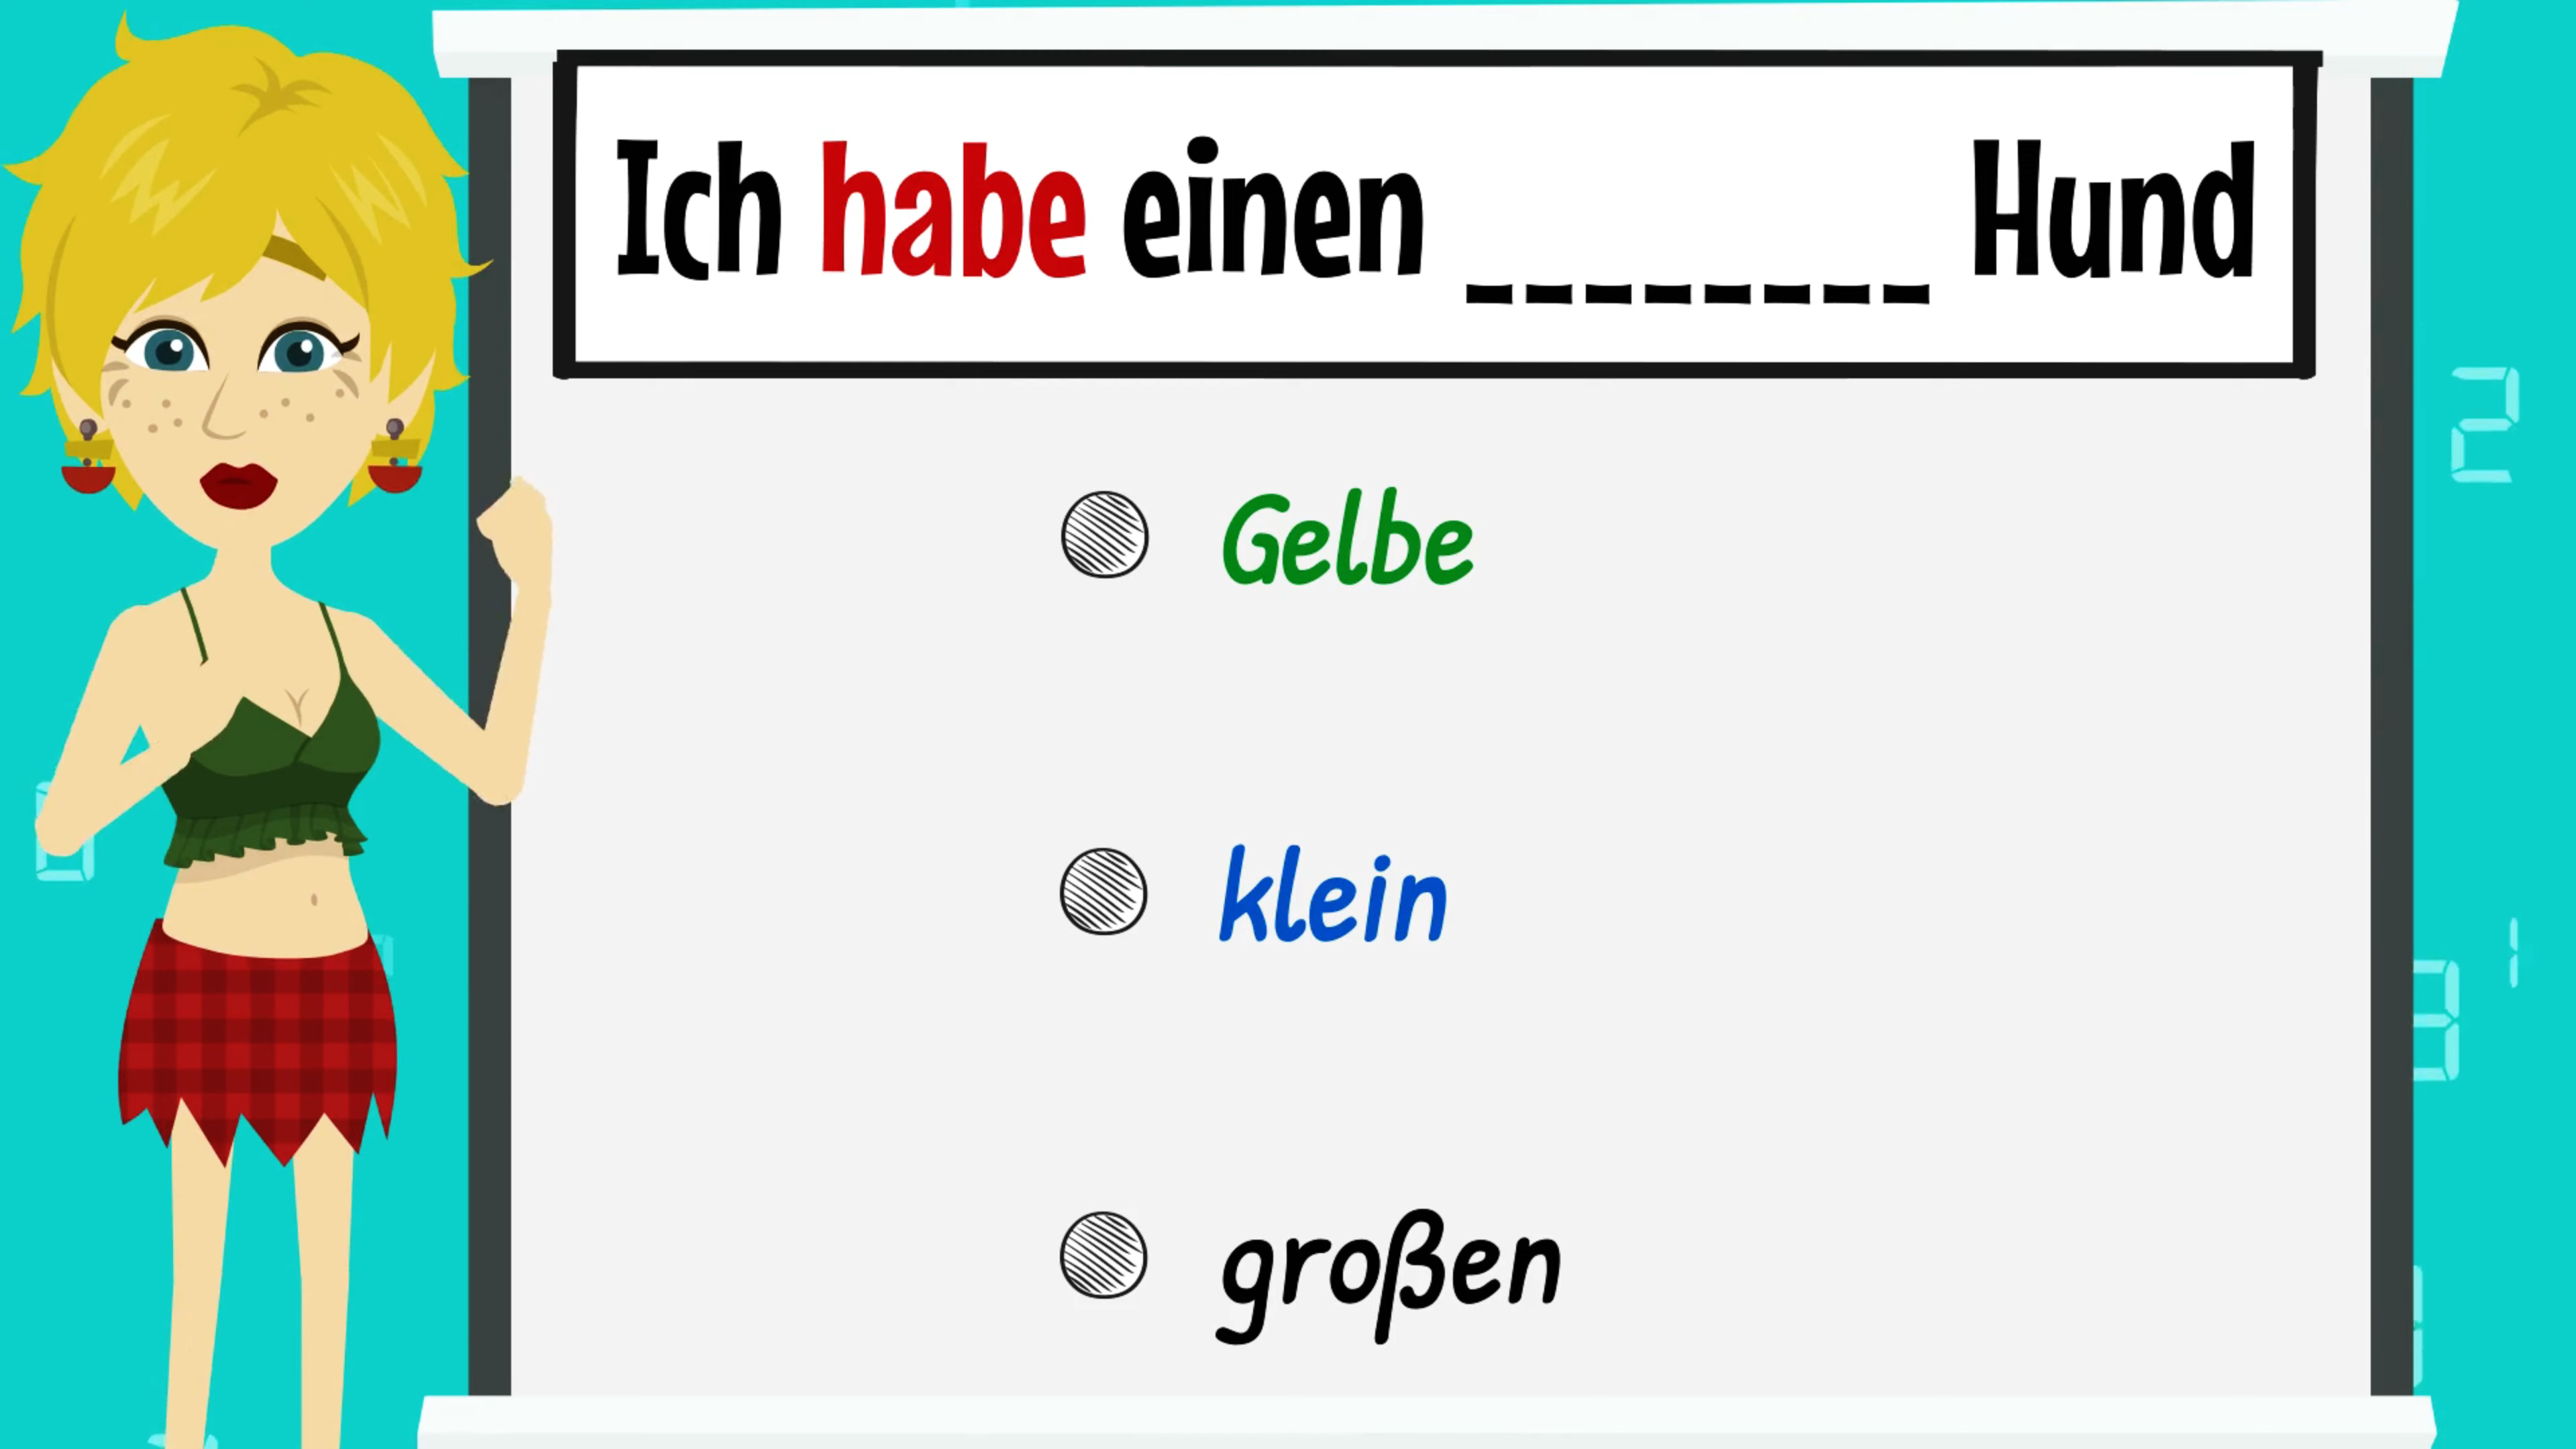 Ich habe einen ________ Hund
Gelbe
klein
großen